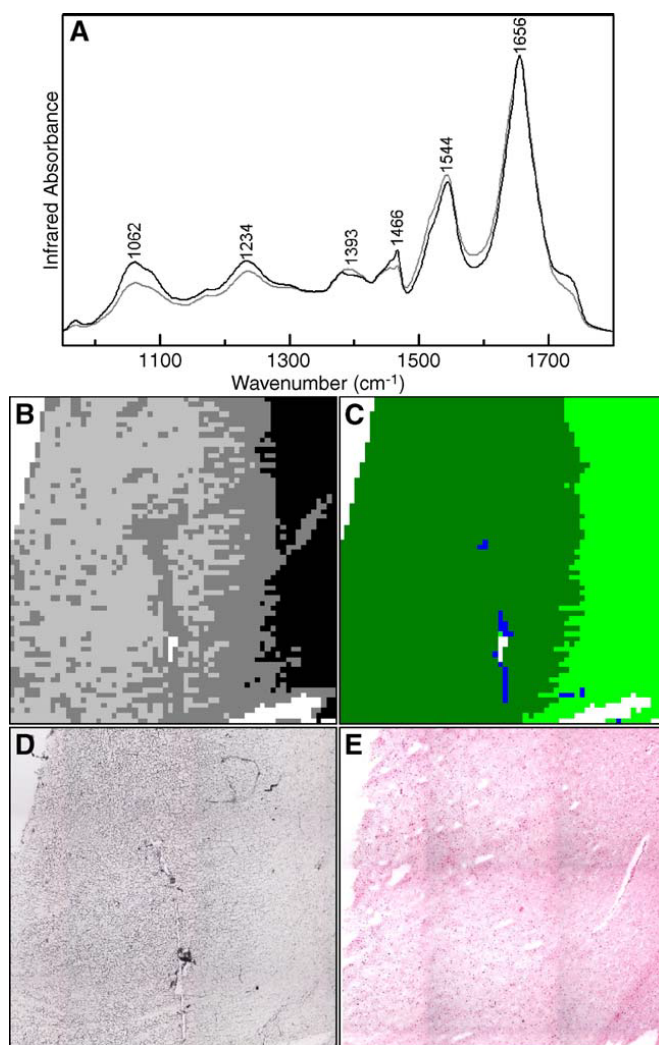 A
Infrared Absorbance
1062
1234
1393
1466
1544
1656
1100 1300 1500 1700
Wavenumber (cm⁻¹)
B C
D E